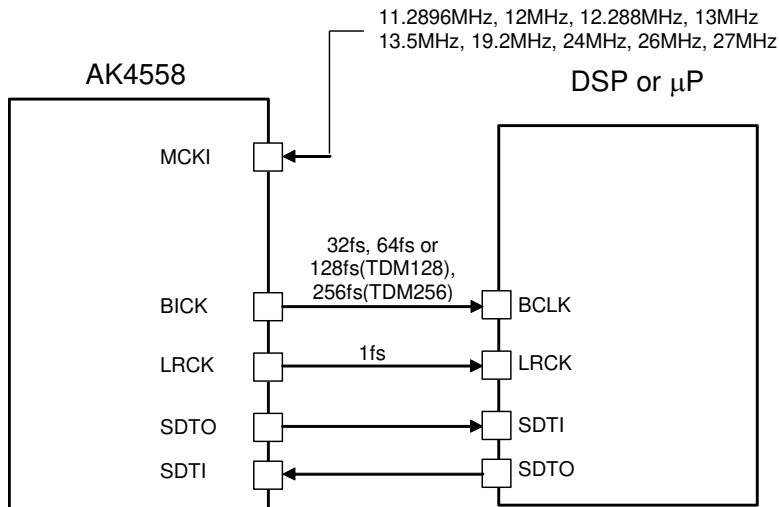 11.2896MHz, 12MHz, 12.288MHz, 13MHz
13.5MHz, 19.2MHz, 24MHz, 26MHz, 27MHz
AK4558
DSP or μP
MCKI
32fs, 64fs or
128fs(TDM128),
256fs(TDM256)
BICK
BCLK
1fs
LRCK
LRCK
SDTO
SDTI
SDTI
SDTO